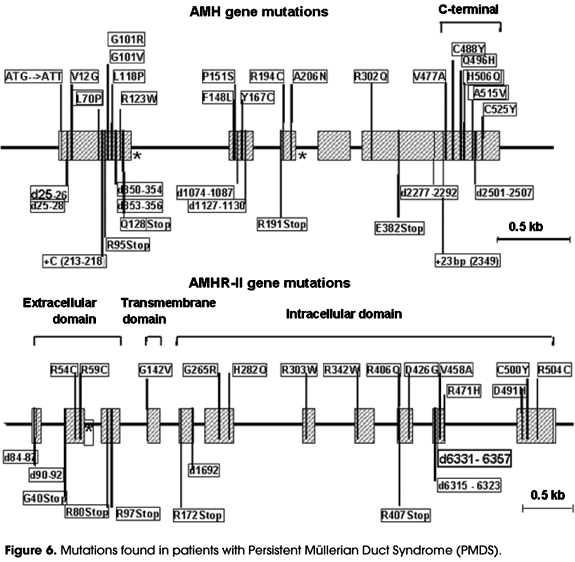 AMH gene mutations
C-terminal
G101R
G101V
C488Y
Q496H
ATG-->ATT
V12G
L118P
P151S
R194C
A206N
R302Q
V477A
H506Q
L70P
R123W
F148L
Y167C
A515V
C525Y
*
*
d25-26
d25-28
d350-354
d353-356
Q128Stop
R95Stop
+C (213-218)
d1074-1087
d1127-1130
R191Stop
d2277-2292
d2501-2507
E382Stop
+23bp (2349)
0.5 kb
AMHR-II gene mutations
Extracellular
domain
Transmembrane
domain
Intracellular domain
R54C
R59C
G142V
G265R
H282Q
R303W
R342W
R406Q
D426G
V458A
C500Y
R504C
R471H
D491H
*
d84-87
d90-92
G40Stop
R80Stop
R97Stop
R172Stop
d1692
R407Stop
d6331-6357
d6315-6323
0.5 kb
Figure 6. Mutations found in patients with Persistent Müllerian Duct Syndrome (PMDS).